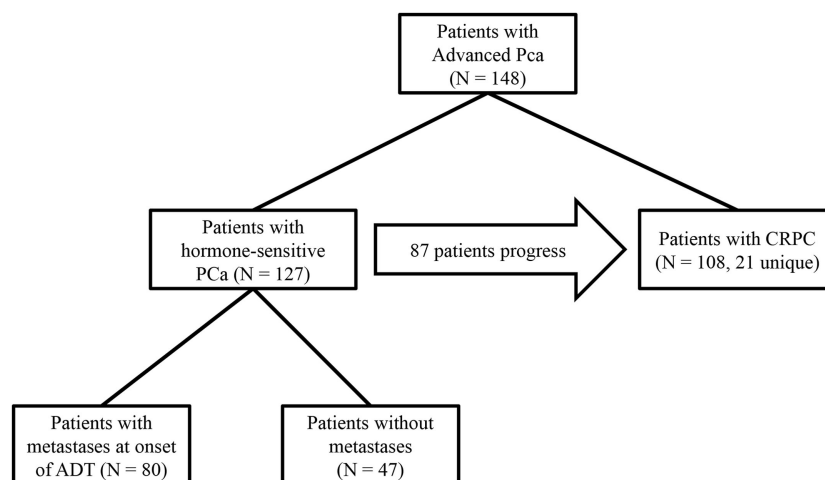 Patients with
Advanced Pca
(N = 148)
Patients with
hormone-sensitive
PCa (N = 127)
87 patients progress
Patients with CRPC
(N = 108, 21 unique)
Patients with
metastases at onset
of ADT (N = 80)
Patients without
metastases
(N = 47)